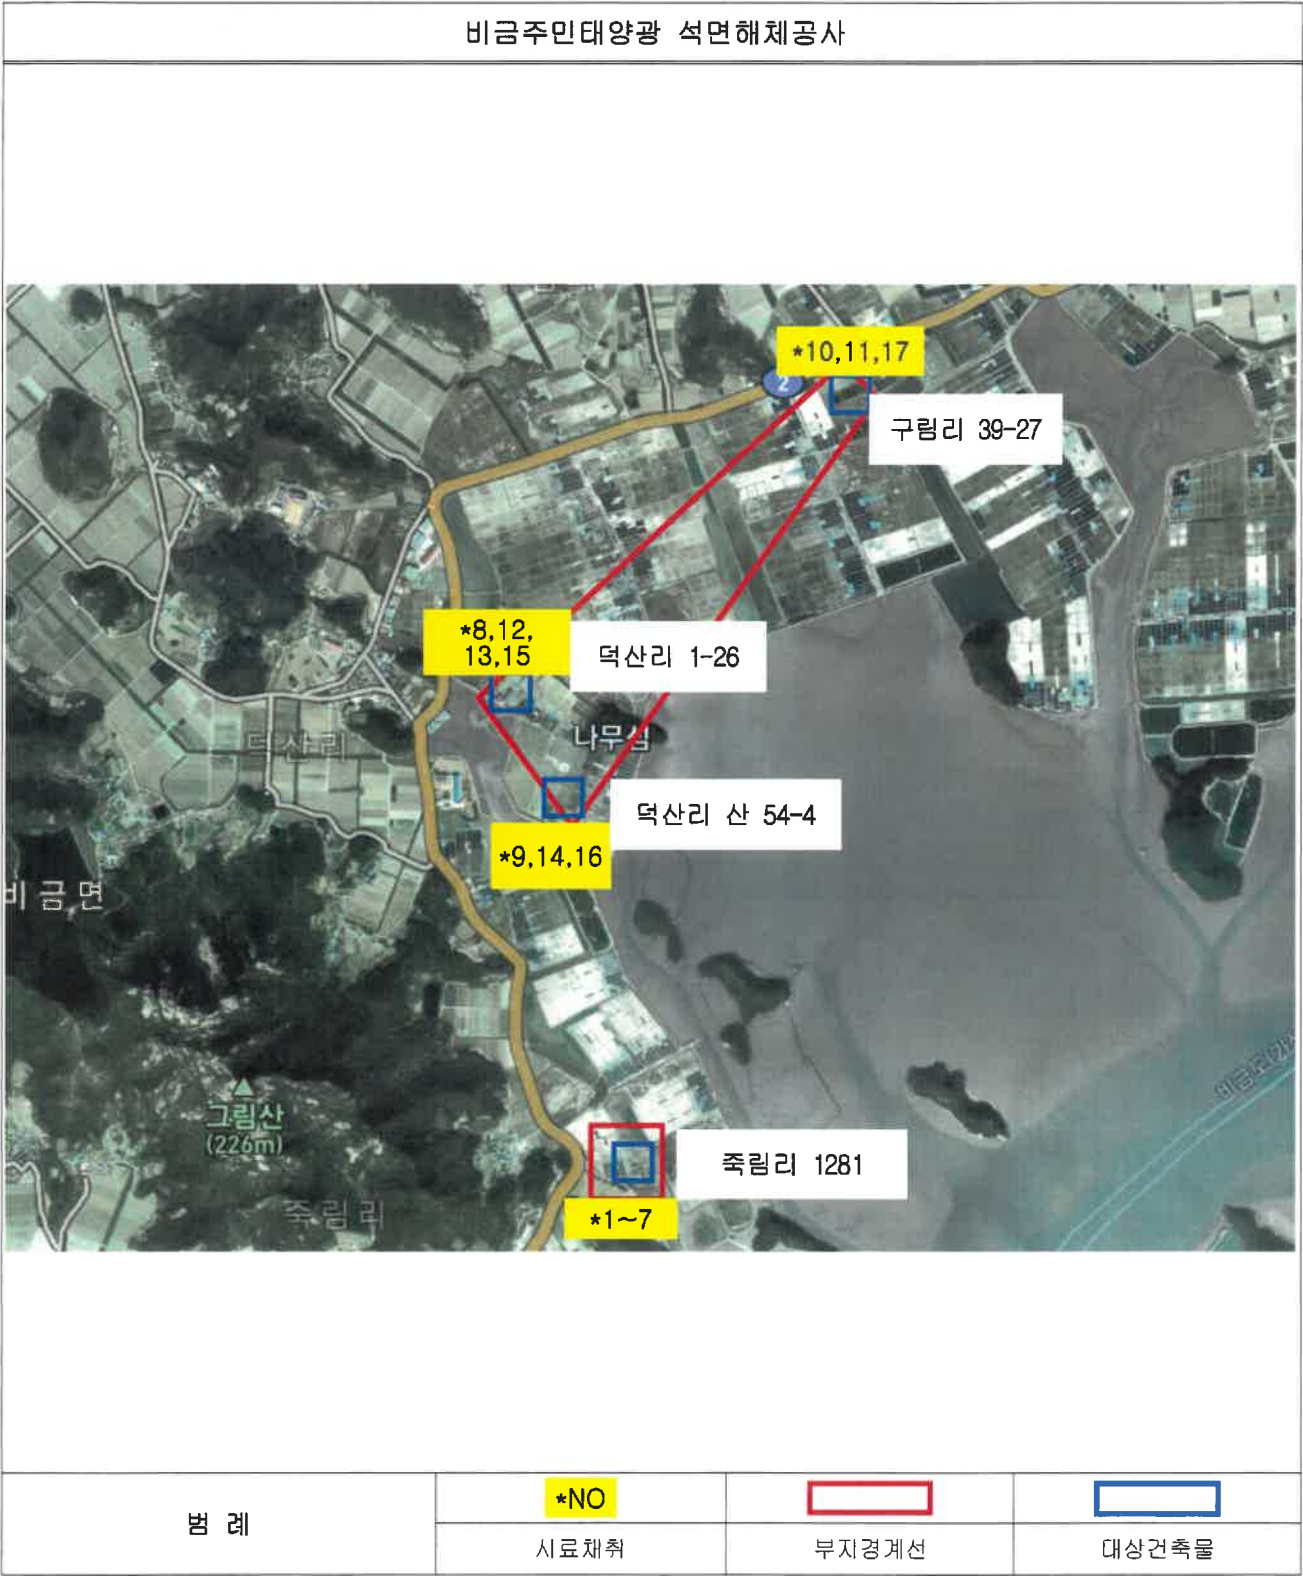 비금주민태양광 석면해체공사
*10,11,17
2
구림리 39-27
*8,12,
13,15
덕산리 1-26
나무섬
덕산리
덕산리 산 54-4
*9,14,16
비금면
그림산
(226m)
죽림리 1281
죽림리
*1~7
범 례
*NO
시료채취
부지경계선
대상건축물